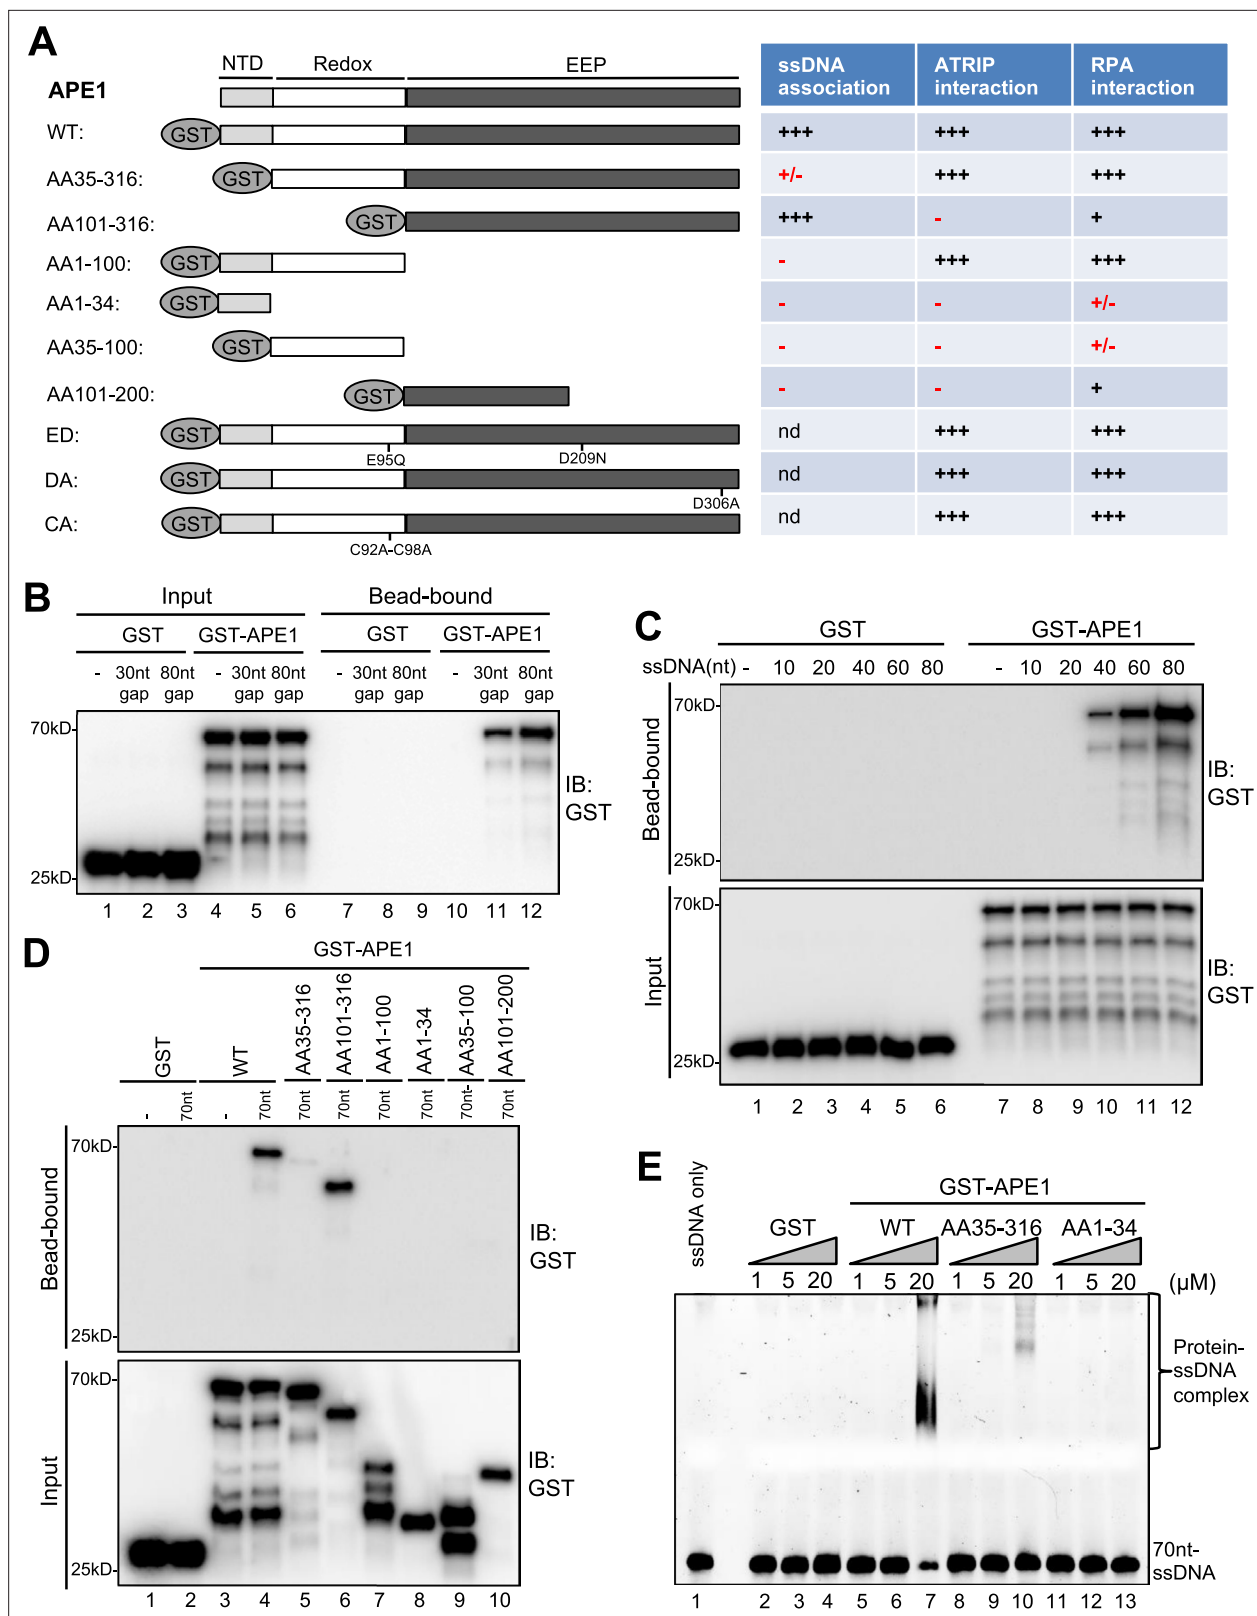 A
NTD Redox EEP
APE1
ssDNA association ATRIP interaction RPA interaction
WT: GST +++ +++ +++
AA35-316: GST +/- +++ +++
AA101-316: GST +++ - +
AA1-100: GST - +++ +++
AA1-34: GST - - +/-
AA35-100: GST - - +/-
AA101-200: GST - - +
ED: GST E95Q D209N nd +++ +++
DA: GST D306A nd +++ +++
CA: GST C92A-C98A nd +++ +++
B
Input Bead-bound
GST GST-APE1 GST GST-APE1
- 30nt gap 80nt gap - 30nt gap 80nt gap - 30nt gap 80nt gap - 30nt gap 80nt gap
70kD
IB: GST
25kD
1 2 3 4 5 6 7 8 9 10 11 12
C
GST GST-APE1
ssDNA(nt) - 10 20 40 60 80 - 10 20 40 60 80
Bead-bound
70kD
IB: GST
25kD
Input
70kD
IB: GST
25kD
1 2 3 4 5 6 7 8 9 10 11 12
D
GST-APE1
GST WT AA35-316 AA101-316 AA1-100 AA1-34 AA35-100 AA101-200
- 70nt - 70nt 70nt 70nt 70nt 70nt 70nt- 70nt
Bead-bound
70kD
IB: GST
25kD
Input
70kD
IB: GST
25kD
1 2 3 4 5 6 7 8 9 10
E
ssDNA only
GST-APE1
GST WT AA35-316 AA1-34
1 5 20 1 5 20 1 5 20 1 5 20 (μM)
Protein-ssDNA complex
70nt-ssDNA
1 2 3 4 5 6 7 8 9 10 11 12 13